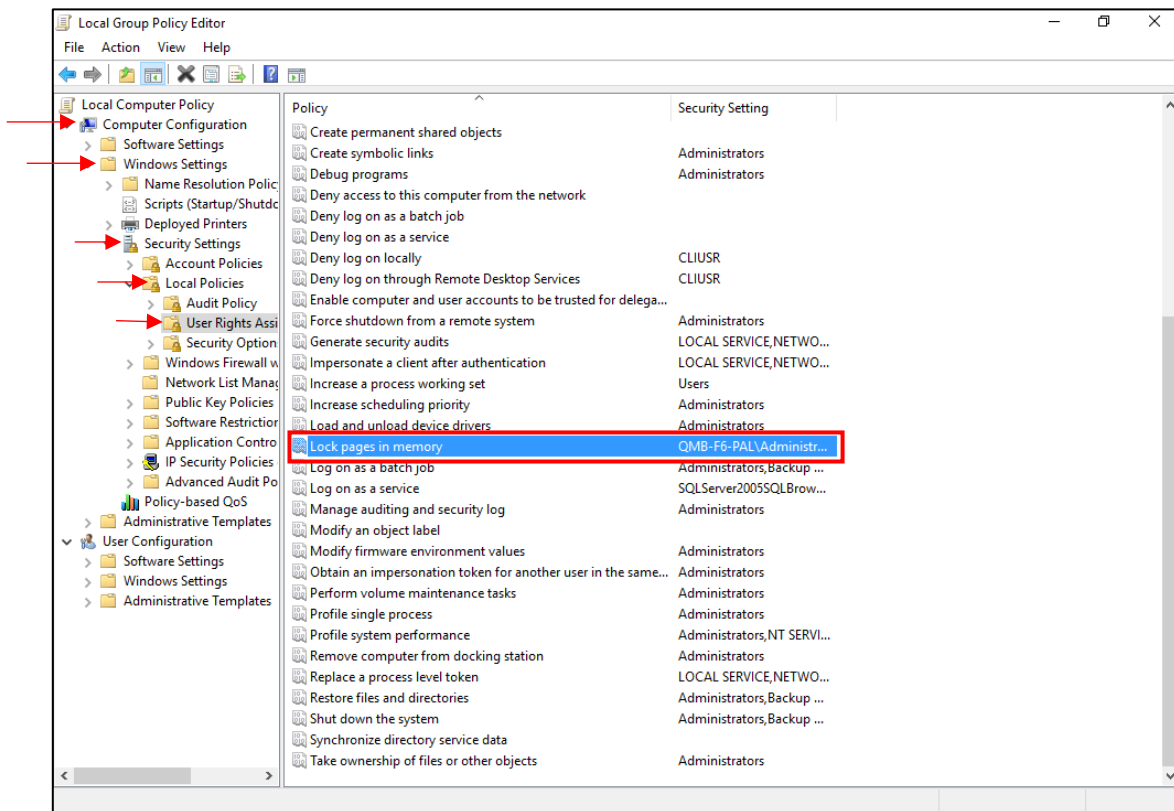 Local Group Policy Editor
File Action View Help
Local Computer Policy
Computer Configuration
Software Settings
Windows Settings
Name Resolution Polic
Scripts (Startup/Shutdc
Deployed Printers
Security Settings
Account Policies
Local Policies
Audit Policy
User Rights Assi
Security Option
Windows Firewall w
Network List Manag
Public Key Policies
Software Restriction
Application Contro
IP Security Policies
Advanced Audit Po
Policy-based QoS
Administrative Templates
User Configuration
Software Settings
Windows Settings
Administrative Templates
Policy Security Setting
Create permanent shared objects
Create symbolic links Administrators
Debug programs Administrators
Deny access to this computer from the network
Deny log on as a batch job
Deny log on as a service
Deny log on locally CLIUSR
Deny log on through Remote Desktop Services CLIUSR
Enable computer and user accounts to be trusted for delega...
Force shutdown from a remote system Administrators
Generate security audits LOCAL SERVICE,NETWO...
Impersonate a client after authentication LOCAL SERVICE,NETWO...
Increase a process working set Users
Increase scheduling priority Administrators
Load and unload device drivers Administrators
Lock pages in memory QMB-F6-PAL\Administr...
Log on as a batch job Administrators,Backup ...
Log on as a service SQLServer2005SQLBrow...
Manage auditing and security log Administrators
Modify an object label
Modify firmware environment values Administrators
Obtain an impersonation token for another user in the same... Administrators
Perform volume maintenance tasks Administrators
Profile single process Administrators
Profile system performance Administrators,NT SERVI...
Remove computer from docking station Administrators
Replace a process level token LOCAL SERVICE,NETWO...
Restore files and directories Administrators,Backup ...
Shut down the system Administrators,Backup ...
Synchronize directory service data
Take ownership of files or other objects Administrators